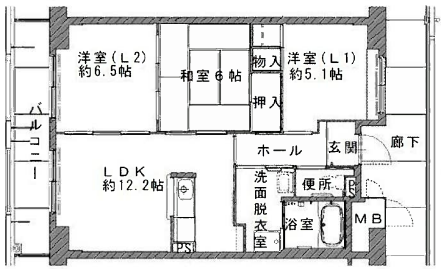 洋室(L2)
約6.5帖
和室6帖
物入
押入
洋室(L1)
約5.1帖
バルコニー
LDK
約12.2帖
ホール
玄関
廊下
洗面脱衣室
便所
PS
浴室
MB
PS